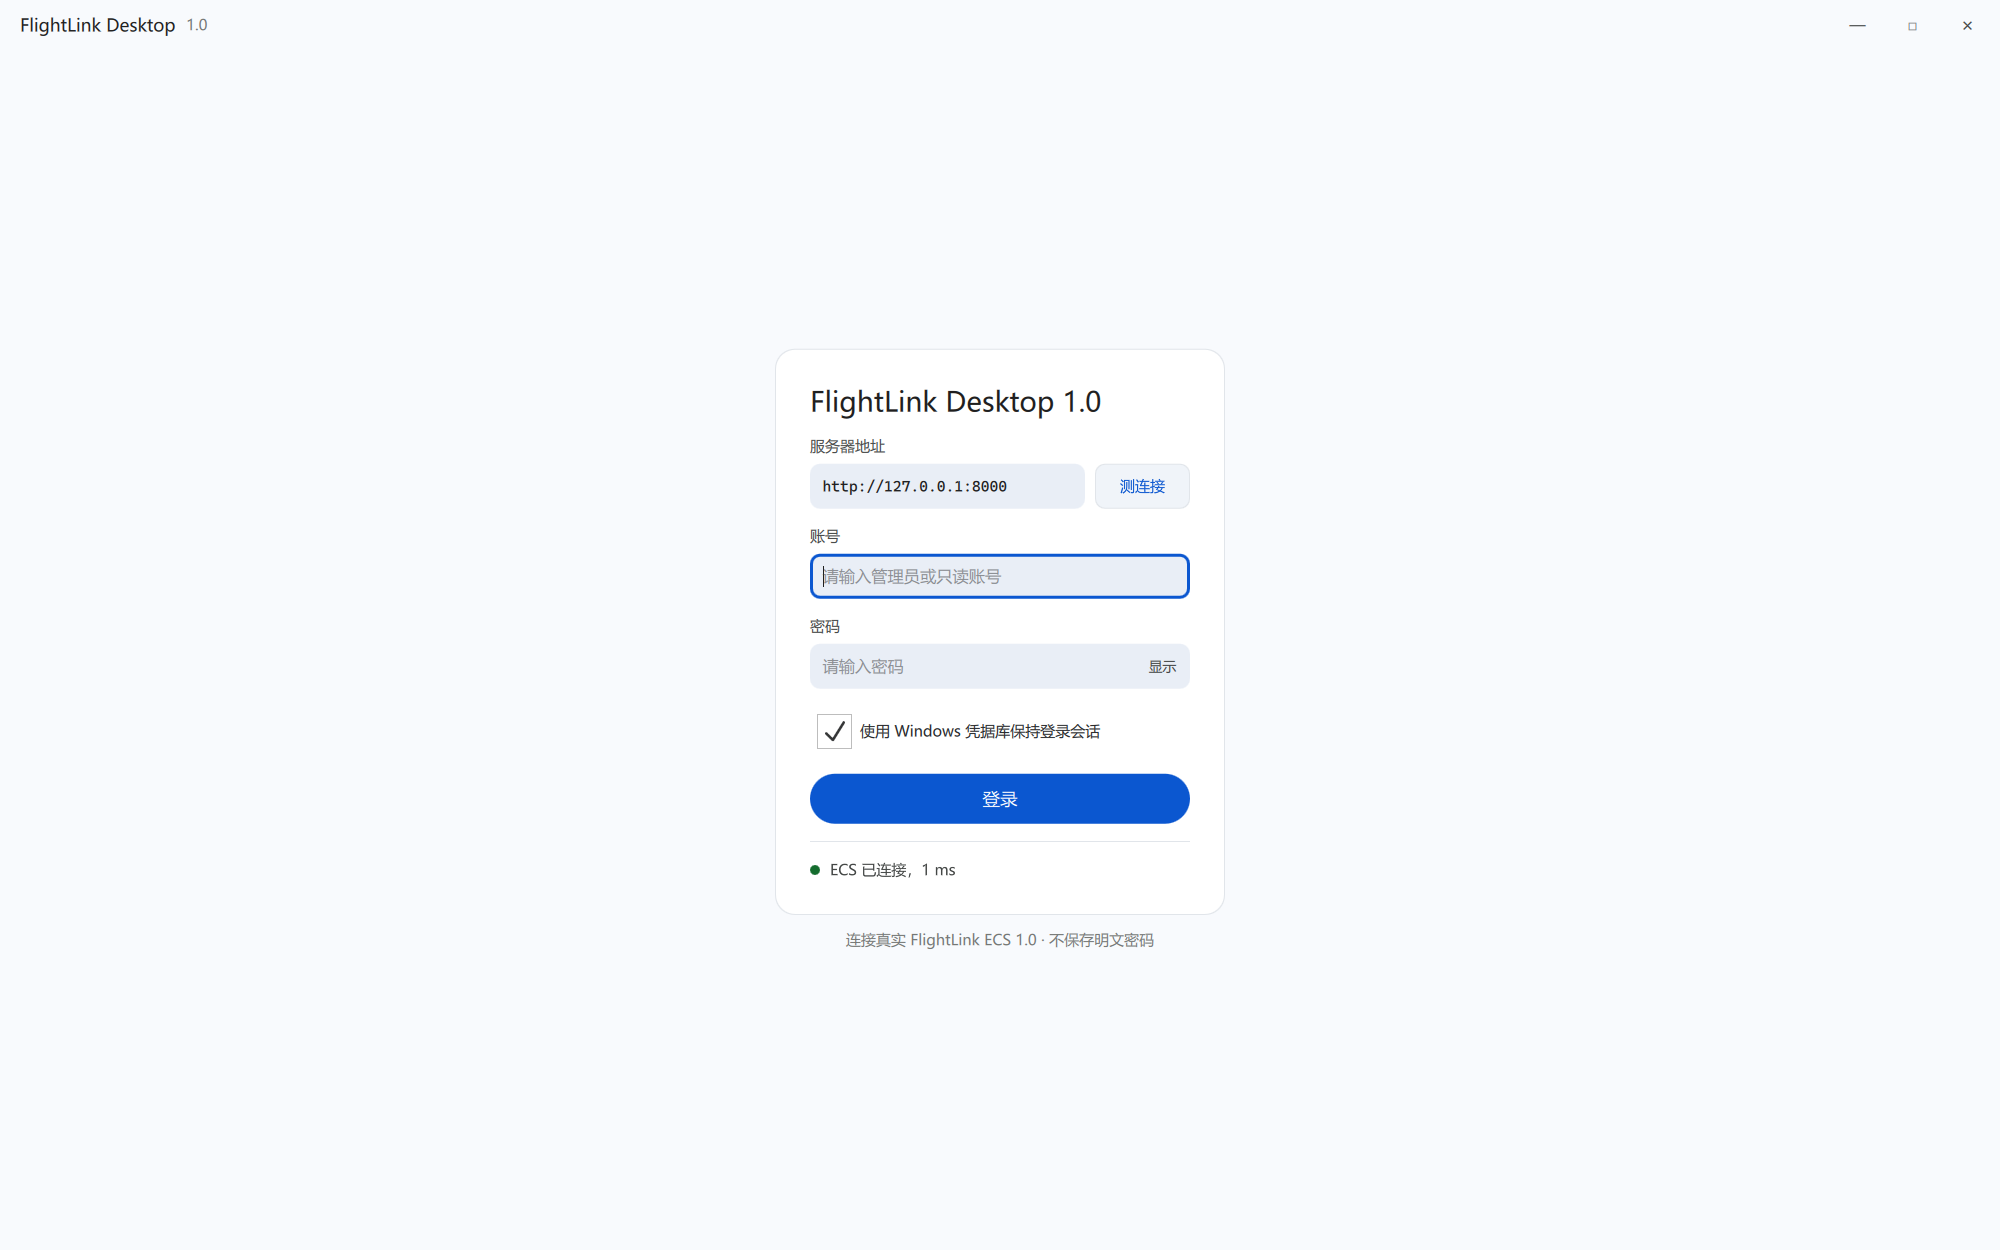 FlightLink Desktop 1.0
FlightLink Desktop 1.0
服务器地址
http://127.0.0.1:8000 测连接
账号
请输入管理员或只读账号
密码
请输入密码 显示
使用 Windows 凭据库保持登录会话
登录
ECS 已连接，1 ms
连接真实 FlightLink ECS 1.0 · 不保存明文密码